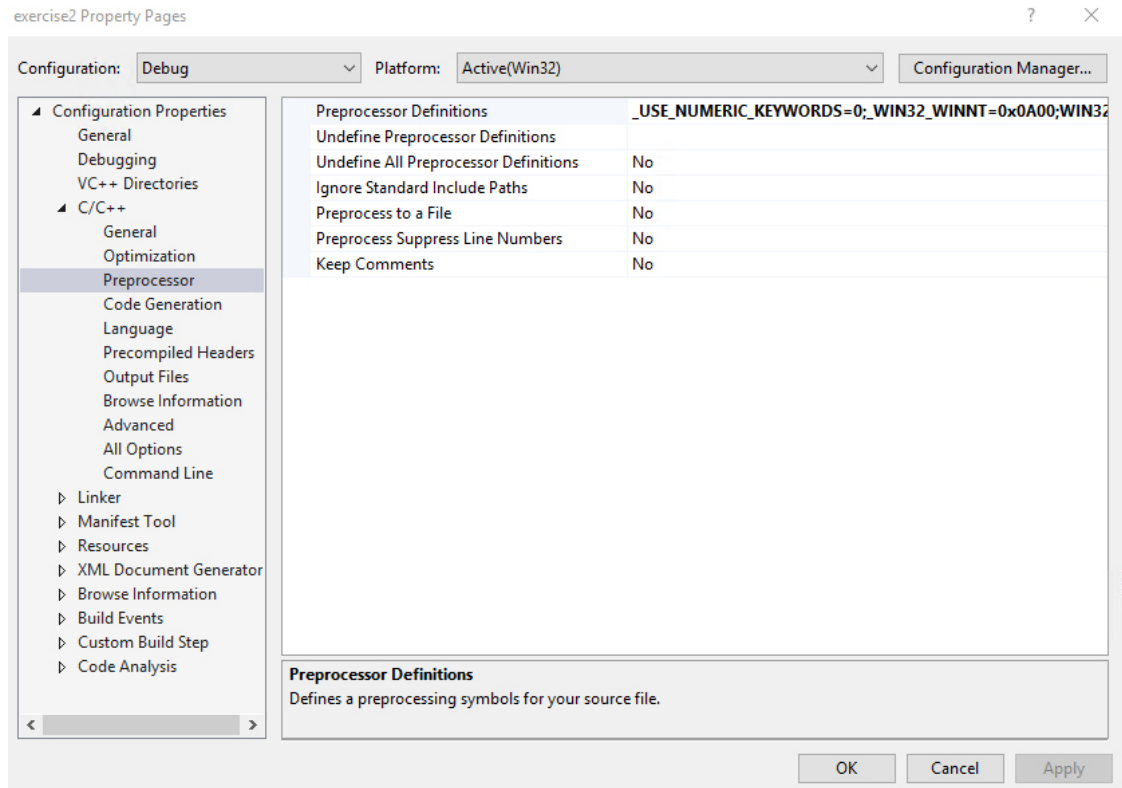 exercise2 Property Pages
Configuration: Debug Platform: Active(Win32) Configuration Manager...
Configuration Properties
General
Debugging
VC++ Directories
C/C++
General
Optimization
Preprocessor
Code Generation
Language
Precompiled Headers
Output Files
Browse Information
Advanced
All Options
Command Line
Linker
Manifest Tool
Resources
XML Document Generator
Browse Information
Build Events
Custom Build Step
Code Analysis
Preprocessor Definitions _USE_NUMERIC_KEYWORDS=0;_WIN32_WINNT=0x0A00;WIN32
Undefine Preprocessor Definitions
Undefine All Preprocessor Definitions No
Ignore Standard Include Paths No
Preprocess to a File No
Preprocess Suppress Line Numbers No
Keep Comments No
Preprocessor Definitions
Defines a preprocessing symbols for your source file.
OK Cancel Apply